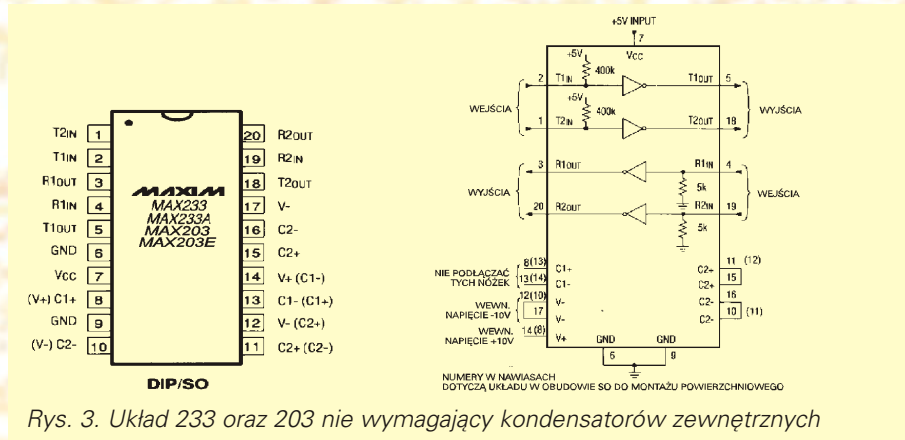 T2IN 1
T1IN 2
R1OUT 3
R1IN 4
T1OUT 5
GND 6
VCC 7
(V+) C1+ 8
GND 9
(V-) C2- 10
MAXIM
MAX233
MAX233A
MAX203
MAX203E
20 R2OUT
19 R2IN
18 T2OUT
17 V-
16 C2-
15 C2+
14 V+ (C1-)
13 C1- (C1+)
12 V- (C2+)
11 C2+ (C2-)
DIP/SO
+5V INPUT
7
VCC
+5V
400k
2 T1IN T1OUT 5
WEJŚCIA
+5V
400k
WYJŚCIA
1 T2IN T2OUT 18
3 R1OUT R1IN 4
5k
WYJŚCIA
WEJŚCIA
20 R2OUT R2IN 19
5k
NIE PODŁĄCZAĆ
TYCH NÓŻEK
8(13) C1+
13(14) C1-
WEWN.
NAPIĘCIE -10V
12(10) V-
17 V-
WEWN.
NAPIĘCIE +10V
14(8) V+
C2+ 11 (12)
C2+ 15
C2- 16
C2- 10 (11)
GND GND
6 9
NUMERY W NAWIASACH
DOTYCZĄ UKŁADU W OBUDOWIE SO DO MONTAŻU POWIERZCHNIOWEGO
Rys. 3. Układ 233 oraz 203 nie wymagający kondensatorów zewnętrznych